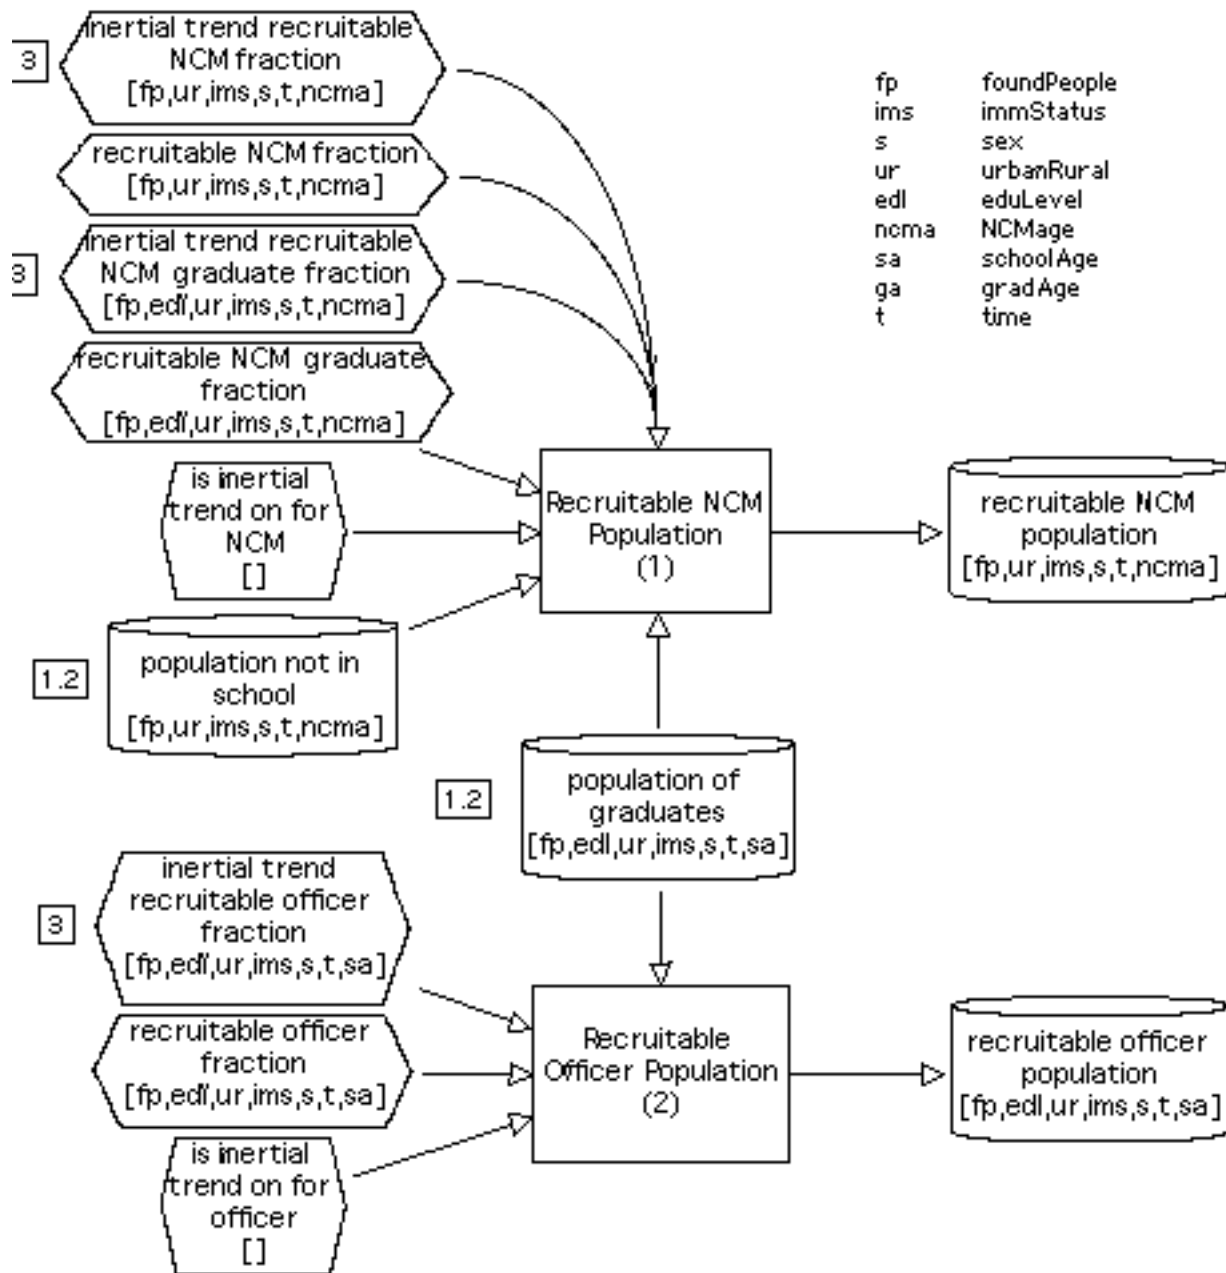 3
inertial trend recruitable
NCM fraction
[fp,ur,ims,s,t,ncma]
recruitable NCM fraction
[fp,ur,ims,s,t,ncma]
3
inertial trend recruitable
NCM graduate fraction
[fp,edl,ur,ims,s,t,ncma]
recruitable NCM graduate
fraction
[fp,edl,ur,ims,s,t,ncma]
is inertial
trend on for
NCM
[]
1.2
population not in
school
[fp,ur,ims,s,t,ncma]
fp foundPeople
ims immStatus
s sex
ur urbanRural
edl eduLevel
ncma NCMage
sa schoolAge
ga gradAge
t time
Recruitable NCM
Population
(1)
recruitable NCM
population
[fp,ur,ims,s,t,ncma]
1.2
population of
graduates
[fp,edl,ur,ims,s,t,sa]
3
inertial trend
recruitable officer
fraction
[fp,edl,ur,ims,s,t,sa]
recruitable officer
fraction
[fp,edl,ur,ims,s,t,sa]
is inertial
trend on for
officer
[]
Recruitable
Officer Population
(2)
recruitable officer
population
[fp,edl,ur,ims,s,t,sa]